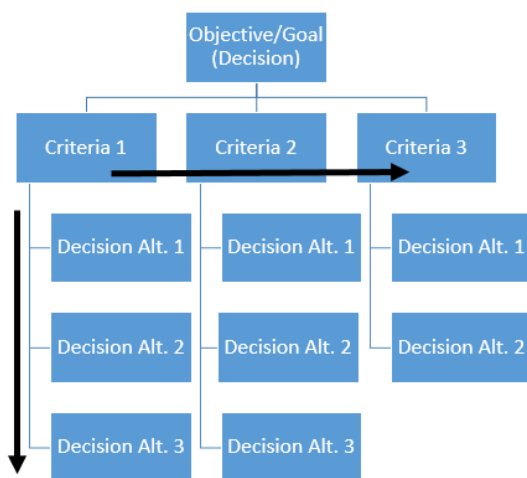 Objective/Goal
(Decision)
Criteria 1
Criteria 2
Criteria 3
Decision Alt. 1
Decision Alt. 1
Decision Alt. 1
Decision Alt. 2
Decision Alt. 2
Decision Alt. 2
Decision Alt. 3
Decision Alt. 3